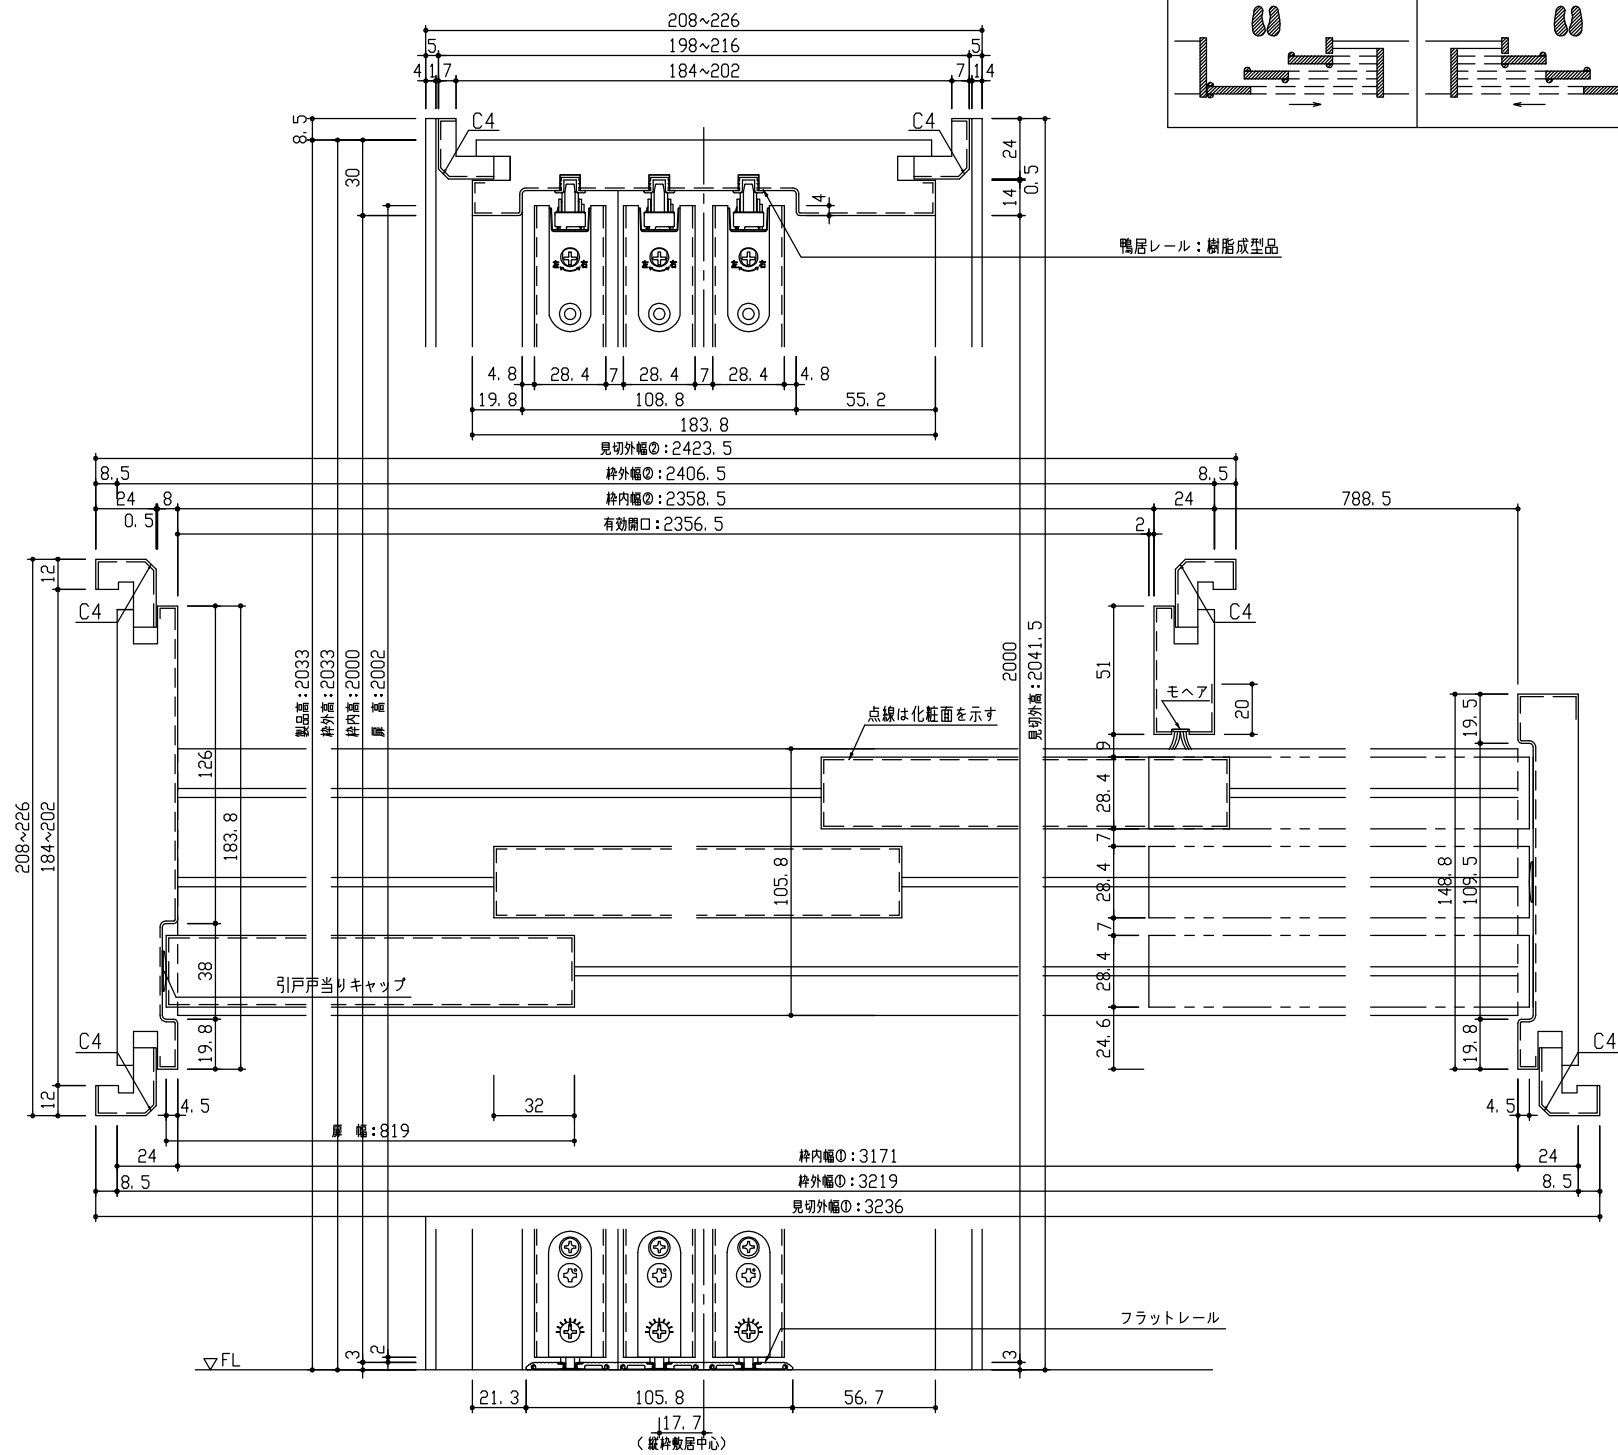 208~226
5 198~216 5
4 1 7 184~202 7 1 4
8.5
C4
C4
30
24
0.5
14
4
鴨居レール：樹脂成型品
左 右
左 右
左 右
4.8 28.4 7 28.4 7 28.4 4.8
19.8 108.8 55.2
183.8
見切外幅②：2423.5
8.5 枠外幅②：2406.5 8.5
24 8 枠内幅②：2358.5 24 788.5
0.5 有効開口：2356.5 2
12
C4
C4
208~226
184~202
126
183.8
38
19.8
12
製品高：2033
枠外高：2033
枠内高：2000
扉 高：2002
2000
見切外高：2041.5
51
モヘア
20
点線は化粧面を示す
9
28.4
7
28.4
7
28.4
24.6
105.8
19.5
148.8
109.5
19.8
引戸戸当りキャップ
C4
C4
4.5
32
4.5
扉 幅：819
24 枠内幅①：3171 24
8.5 枠外幅①：3219 8.5
見切外幅①：3236
フラットレール
▽FL
3
2
3
21.3 105.8 56.7
17.7
（縦枠敷居中心）